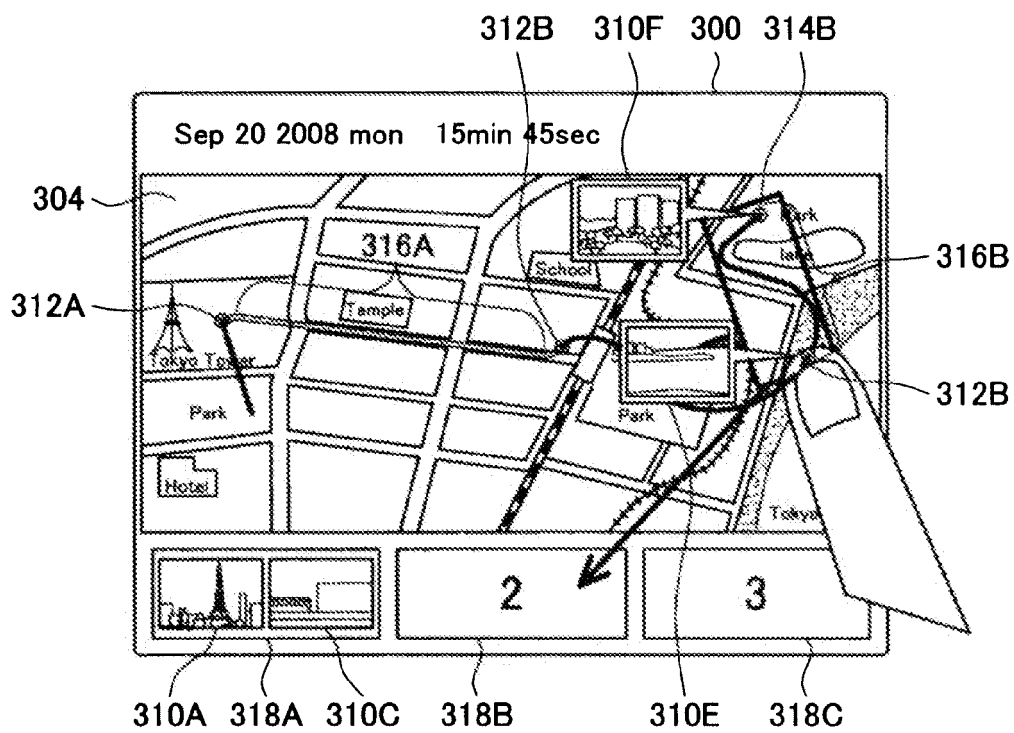 312B 310F 300 314B
Sep 20 2008 mon 15min 45sec
304
316A
School
lake
316B
312A
Temple
Tokyo Tower
312B
Park
Park
Hotel
Tokyo
2
3
310A 318A 310C 318B 310E 318C